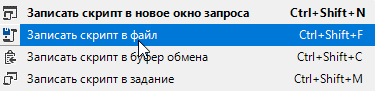 Записать скрипт в новое окно запроса Ctrl+Shift+N
Записать скрипт в файл Ctrl+Shift+F
Записать скрипт в буфер обмена Ctrl+Shift+C
Записать скрипт в задание Ctrl+Shift+M